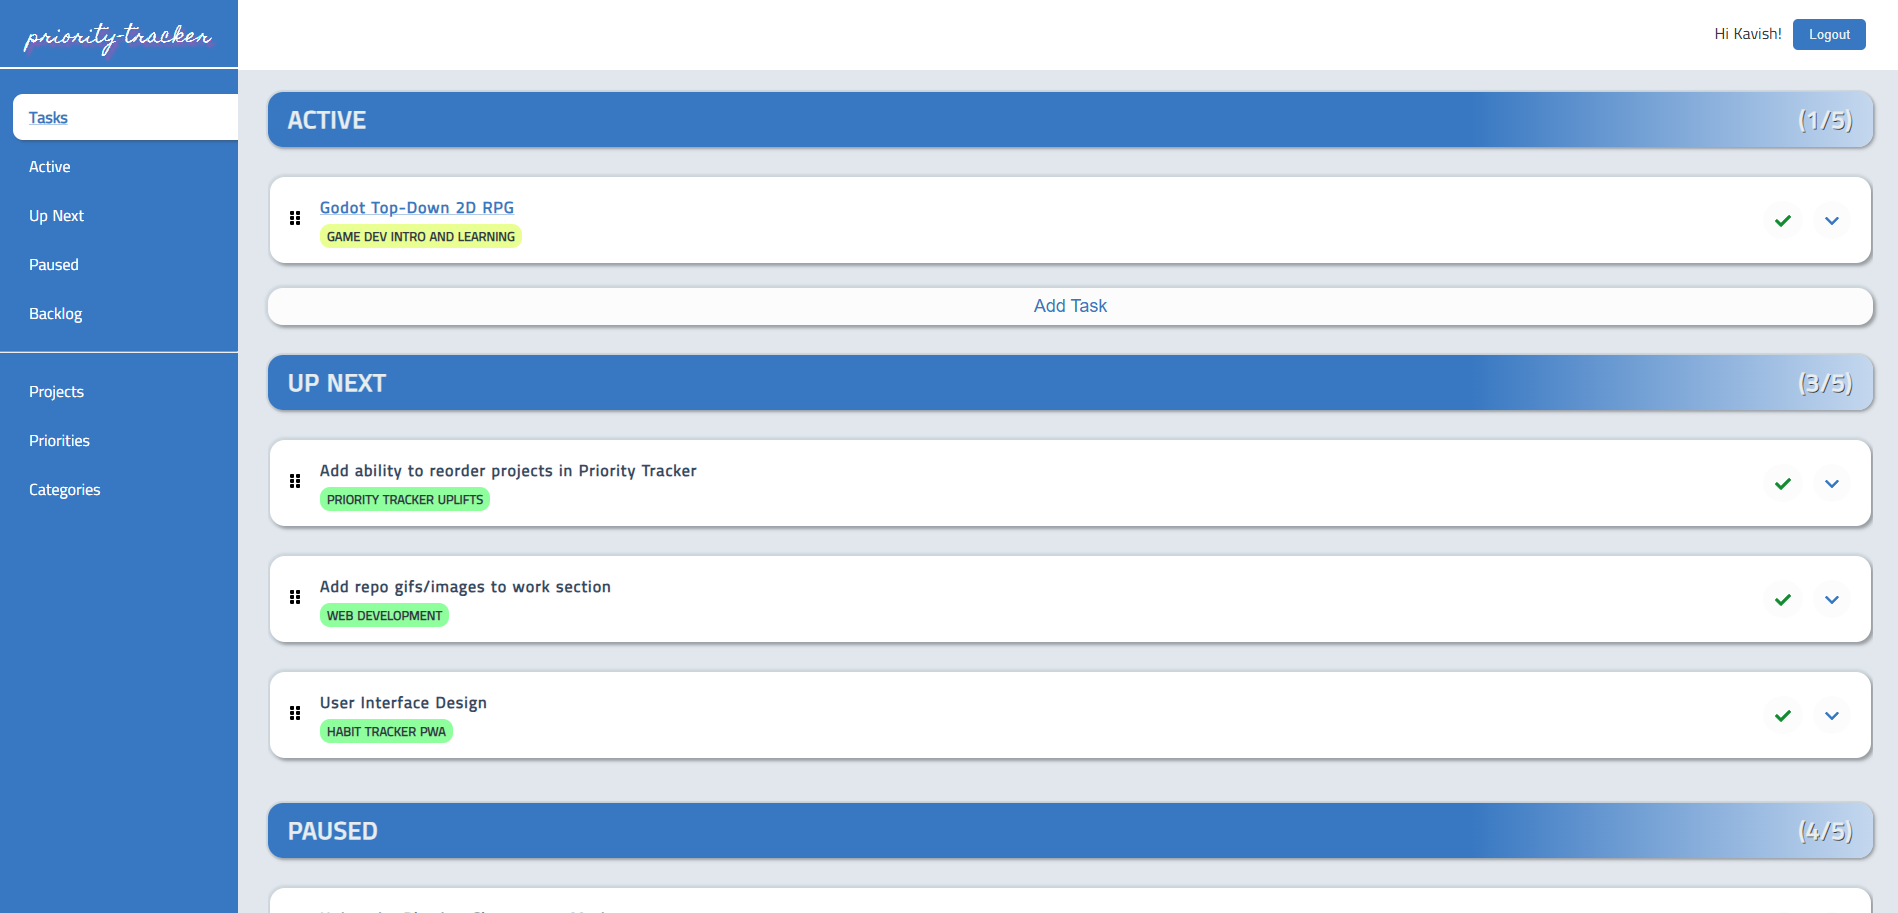 priority-tracker
Hi Kavish!
Logout
Tasks
Active
Up Next
Paused
Backlog
Projects
Priorities
Categories
ACTIVE
(1/5)
Godot Top-Down 2D RPG
GAME DEV INTRO AND LEARNING
Add Task
UP NEXT
(3/5)
Add ability to reorder projects in Priority Tracker
PRIORITY TRACKER UPLIFTS
Add repo gifs/images to work section
WEB DEVELOPMENT
User Interface Design
HABIT TRACKER PWA
PAUSED
(4/5)